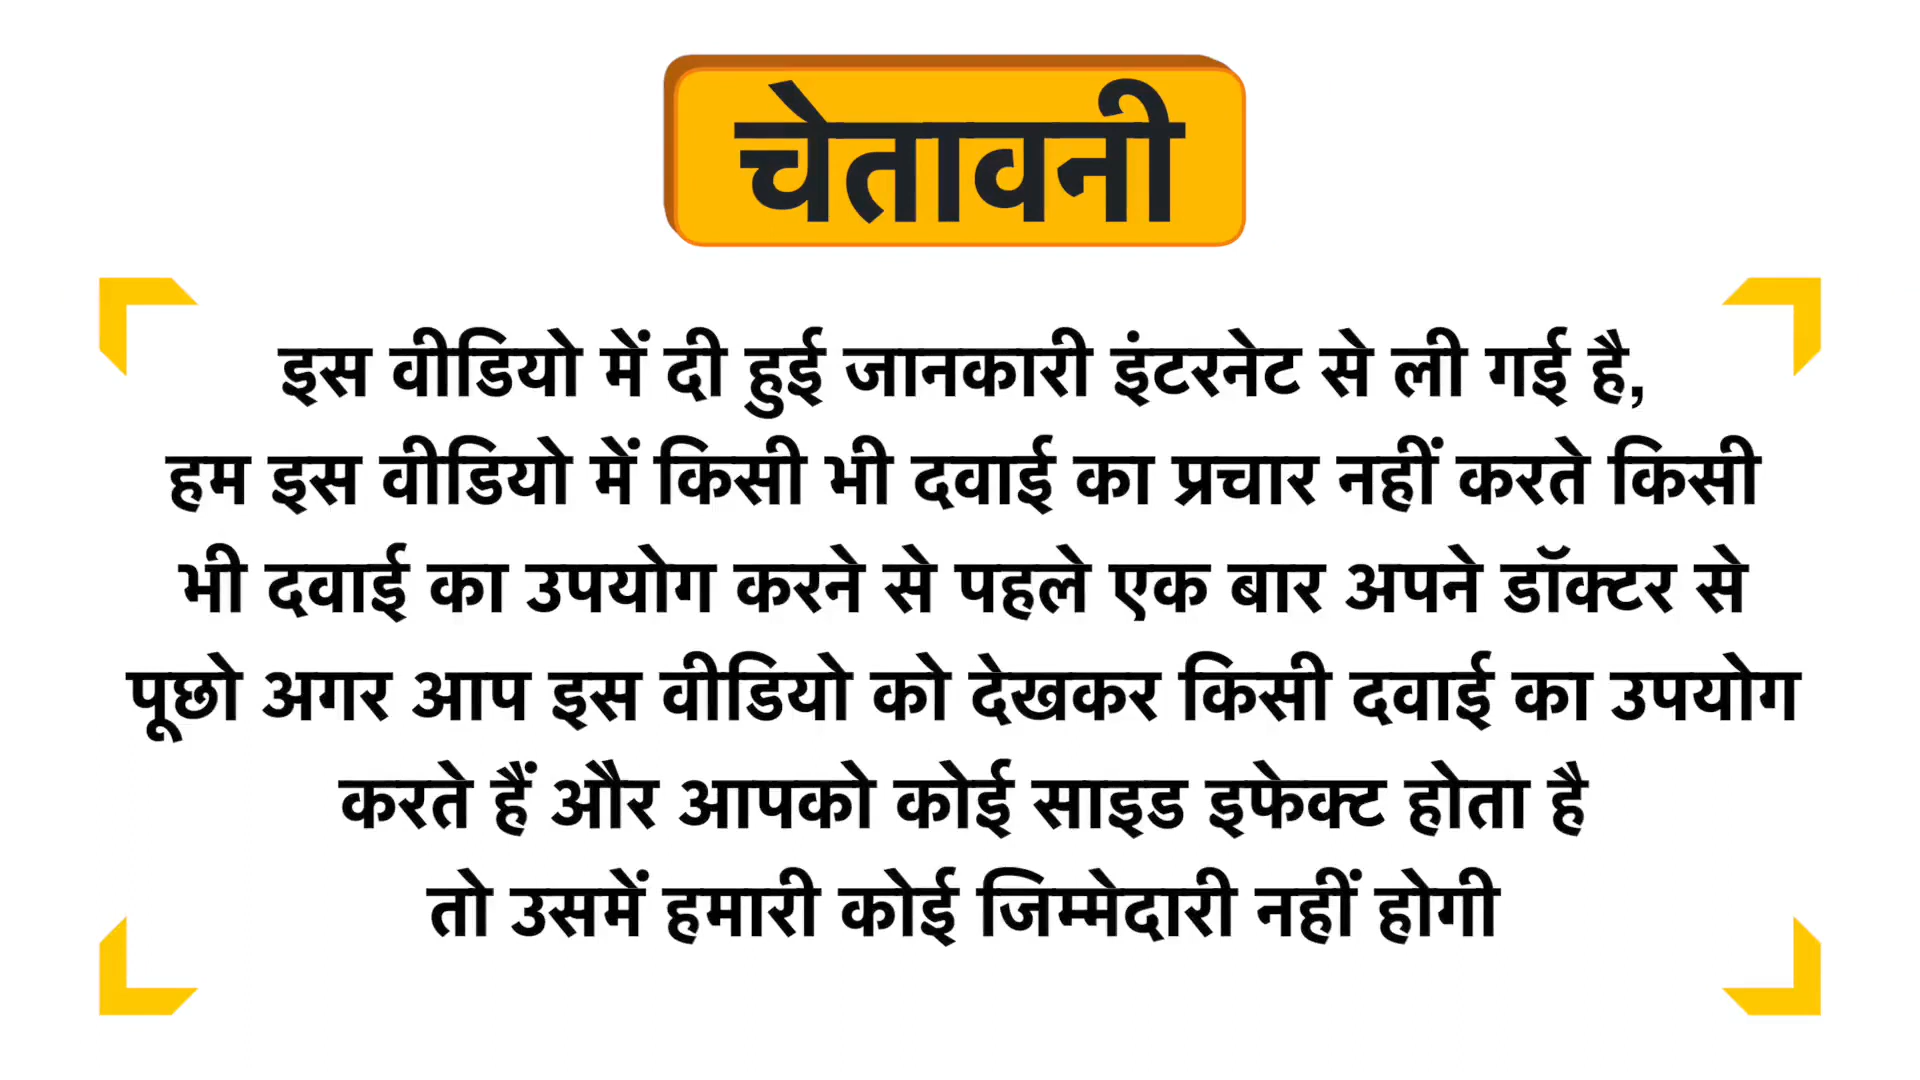 चेतावनी
इस वीडियो में दी हुई जानकारी इंटरनेट से ली गई है,
हम इस वीडियो में किसी भी दवाई का प्रचार नहीं करते किसी
भी दवाई का उपयोग करने से पहले एक बार अपने डॉक्टर से
पूछो अगर आप इस वीडियो को देखकर किसी दवाई का उपयोग
करते हैं और आपको कोई साइड इफेक्ट होता है
तो उसमें हमारी कोई जिम्मेदारी नहीं होगी